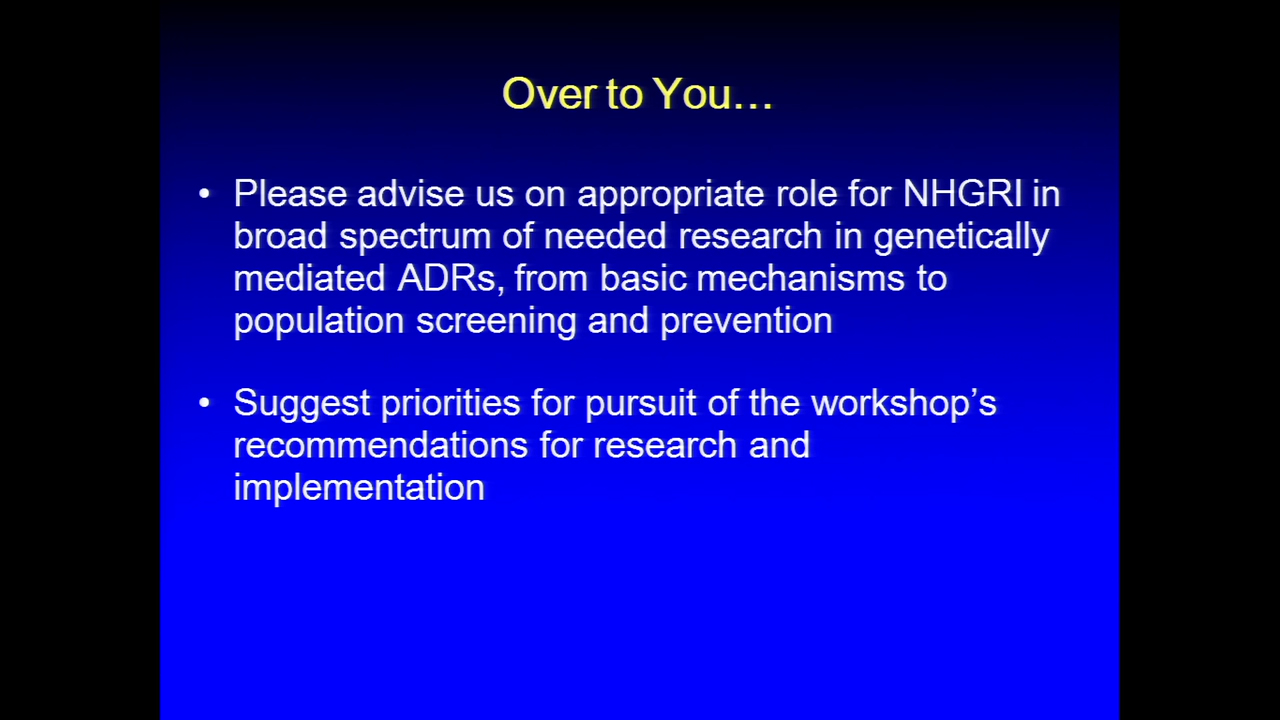 Over to You…
• Please advise us on appropriate role for NHGRI in
broad spectrum of needed research in genetically
mediated ADRs, from basic mechanisms to
population screening and prevention
• Suggest priorities for pursuit of the workshop’s
recommendations for research and
implementation